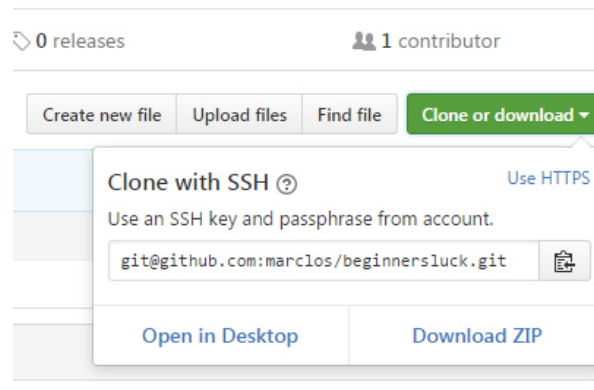 0 releases
1 contributor
Create new file
Upload files
Find file
Clone or download
Clone with SSH ?
Use HTTPS
Use an SSH key and passphrase from account.
git@github.com:marclos/beginnersluck.git
Open in Desktop
Download ZIP